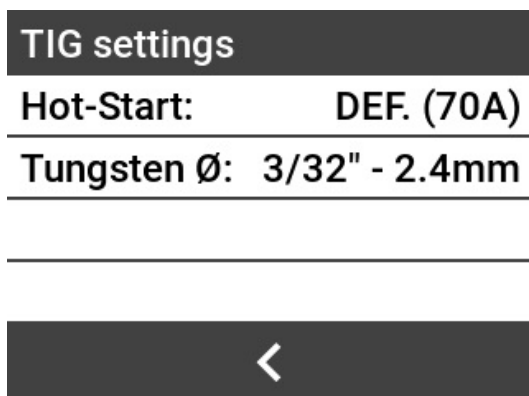 TIG settings
Hot-Start: DEF. (70A)
Tungsten Ø: 3/32" - 2.4mm